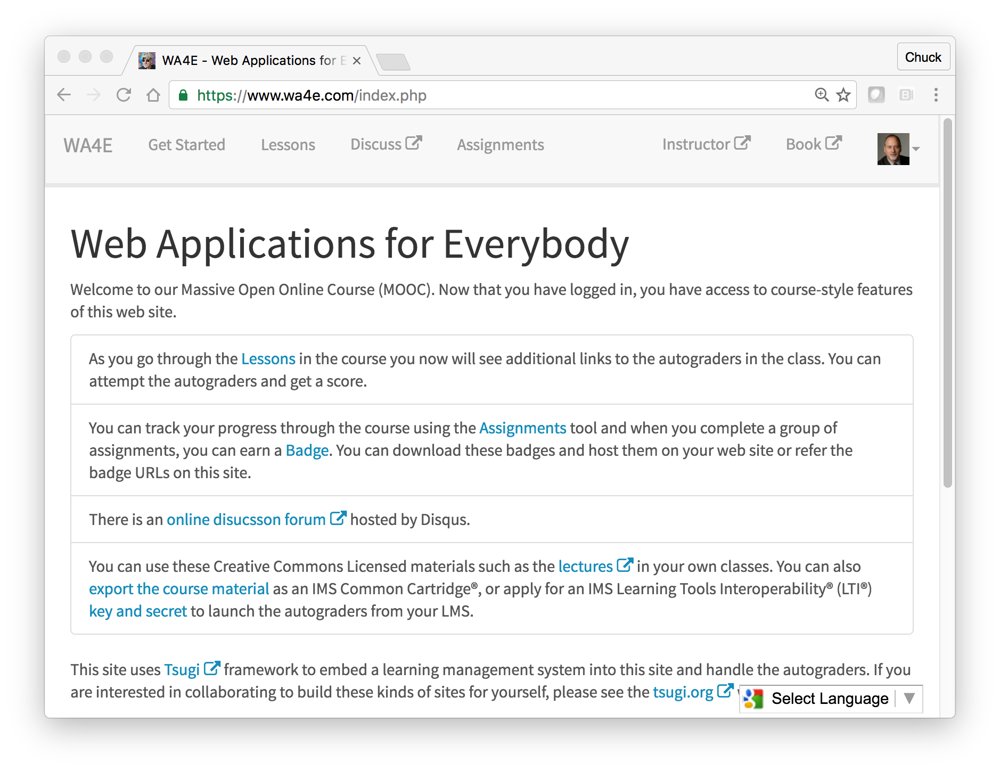 WA4E - Web Applications for E
Chuck
https://www.wa4e.com/index.php
B
WA4E Get Started Lessons Discuss Assignments Instructor Book
Web Applications for Everybody
Welcome to our Massive Open Online Course (MOOC). Now that you have logged in, you have access to course-style features
of this web site.
As you go through the Lessons in the course you now will see additional links to the autograders in the class. You can
attempt the autograders and get a score.
You can track your progress through the course using the Assignments tool and when you complete a group of
assignments, you can earn a Badge. You can download these badges and host them on your web site or refer the
badge URLs on this site.
There is an online disucsson forum hosted by Disqus.
You can use these Creative Commons Licensed materials such as the lectures in your own classes. You can also
export the course material as an IMS Common Cartridge®, or apply for an IMS Learning Tools Interoperability® (LTI®)
key and secret to launch the autograders from your LMS.
This site uses Tsugi framework to embed a learning management system into this site and handle the autograders. If you
are interested in collaborating to build these kinds of sites for yourself, please see the tsugi.org
Select Language